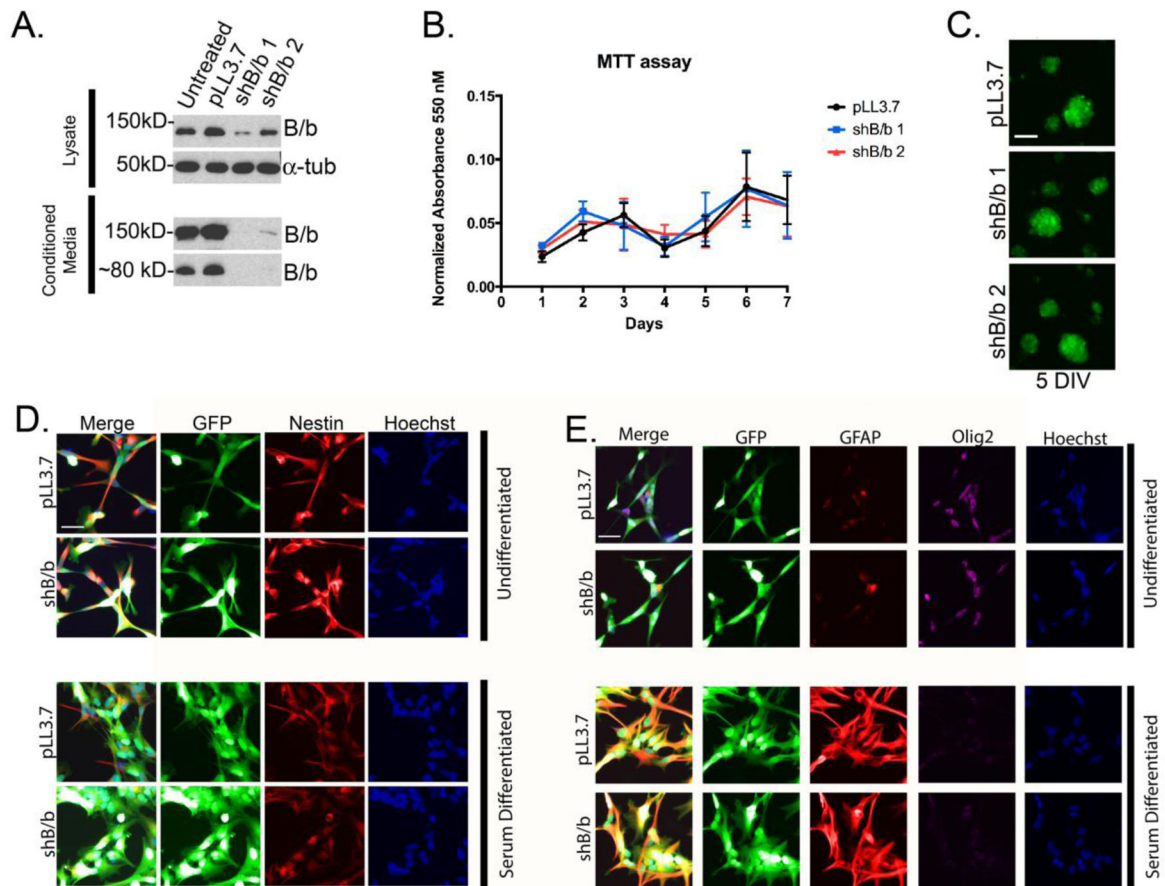 A.
Untreated
pLL3.7
shB/b 1
shB/b 2
Lysate
150kD-
B/b
50kD-
α-tub
Conditioned
Media
150kD-
B/b
~80 kD-
B/b
B.
MTT assay
Normalized Absorbance 550 nM
0.15
0.10
0.05
0.00
0 1 2 3 4 5 6 7
Days
pLL3.7
shB/b 1
shB/b 2
C.
pLL3.7
shB/b 1
shB/b 2
5 DIV
D.
Merge GFP Nestin Hoechst
pLL3.7
shB/b
Undifferentiated
pLL3.7
shB/b
Serum Differentiated
E.
Merge GFP GFAP Olig2 Hoechst
pLL3.7
shB/b
Undifferentiated
pLL3.7
shB/b
Serum Differentiated